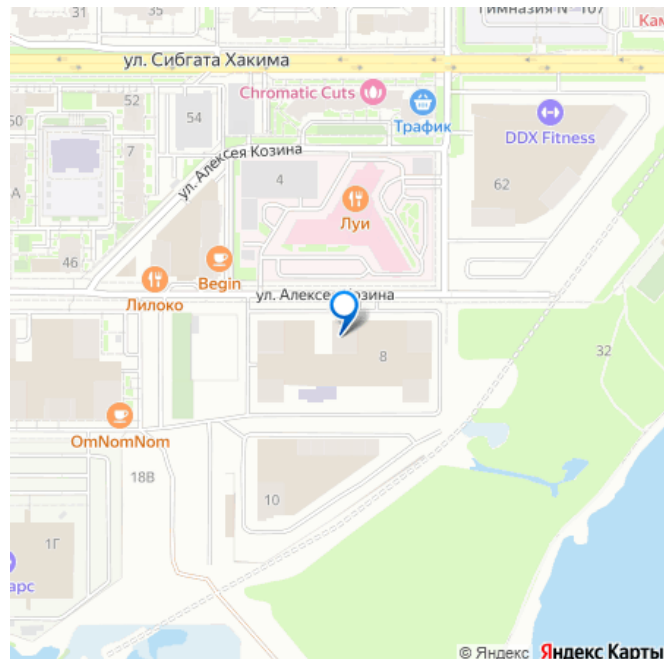 31
35
Гимназия № 107
Кам
ул. Сибгата Хакима
Chromatic Cuts
52
50
54
Трафик
DDX Fitness
7
ул. Алексея Козина
4
62
Луи
46
Begin
Лилоко
ул. Алексе Козина
32
8
OmNomNom
18В
10
1Г
арс
© Яндекс Яндекс Карты